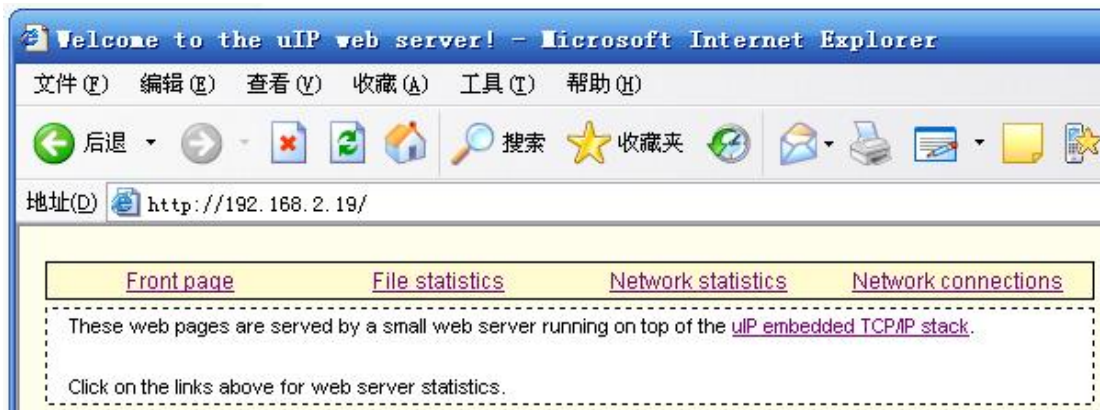 Welcome to the uIP web server! - Microsoft Internet Explorer
文件(F) 编辑(E) 查看(V) 收藏(A) 工具(T) 帮助(H)
后退 搜索 收藏夹
地址(D) http://192.168.2.19/
Front page File statistics Network statistics Network connections
These web pages are served by a small web server running on top of the uIP embedded TCP/IP stack.
Click on the links above for web server statistics.